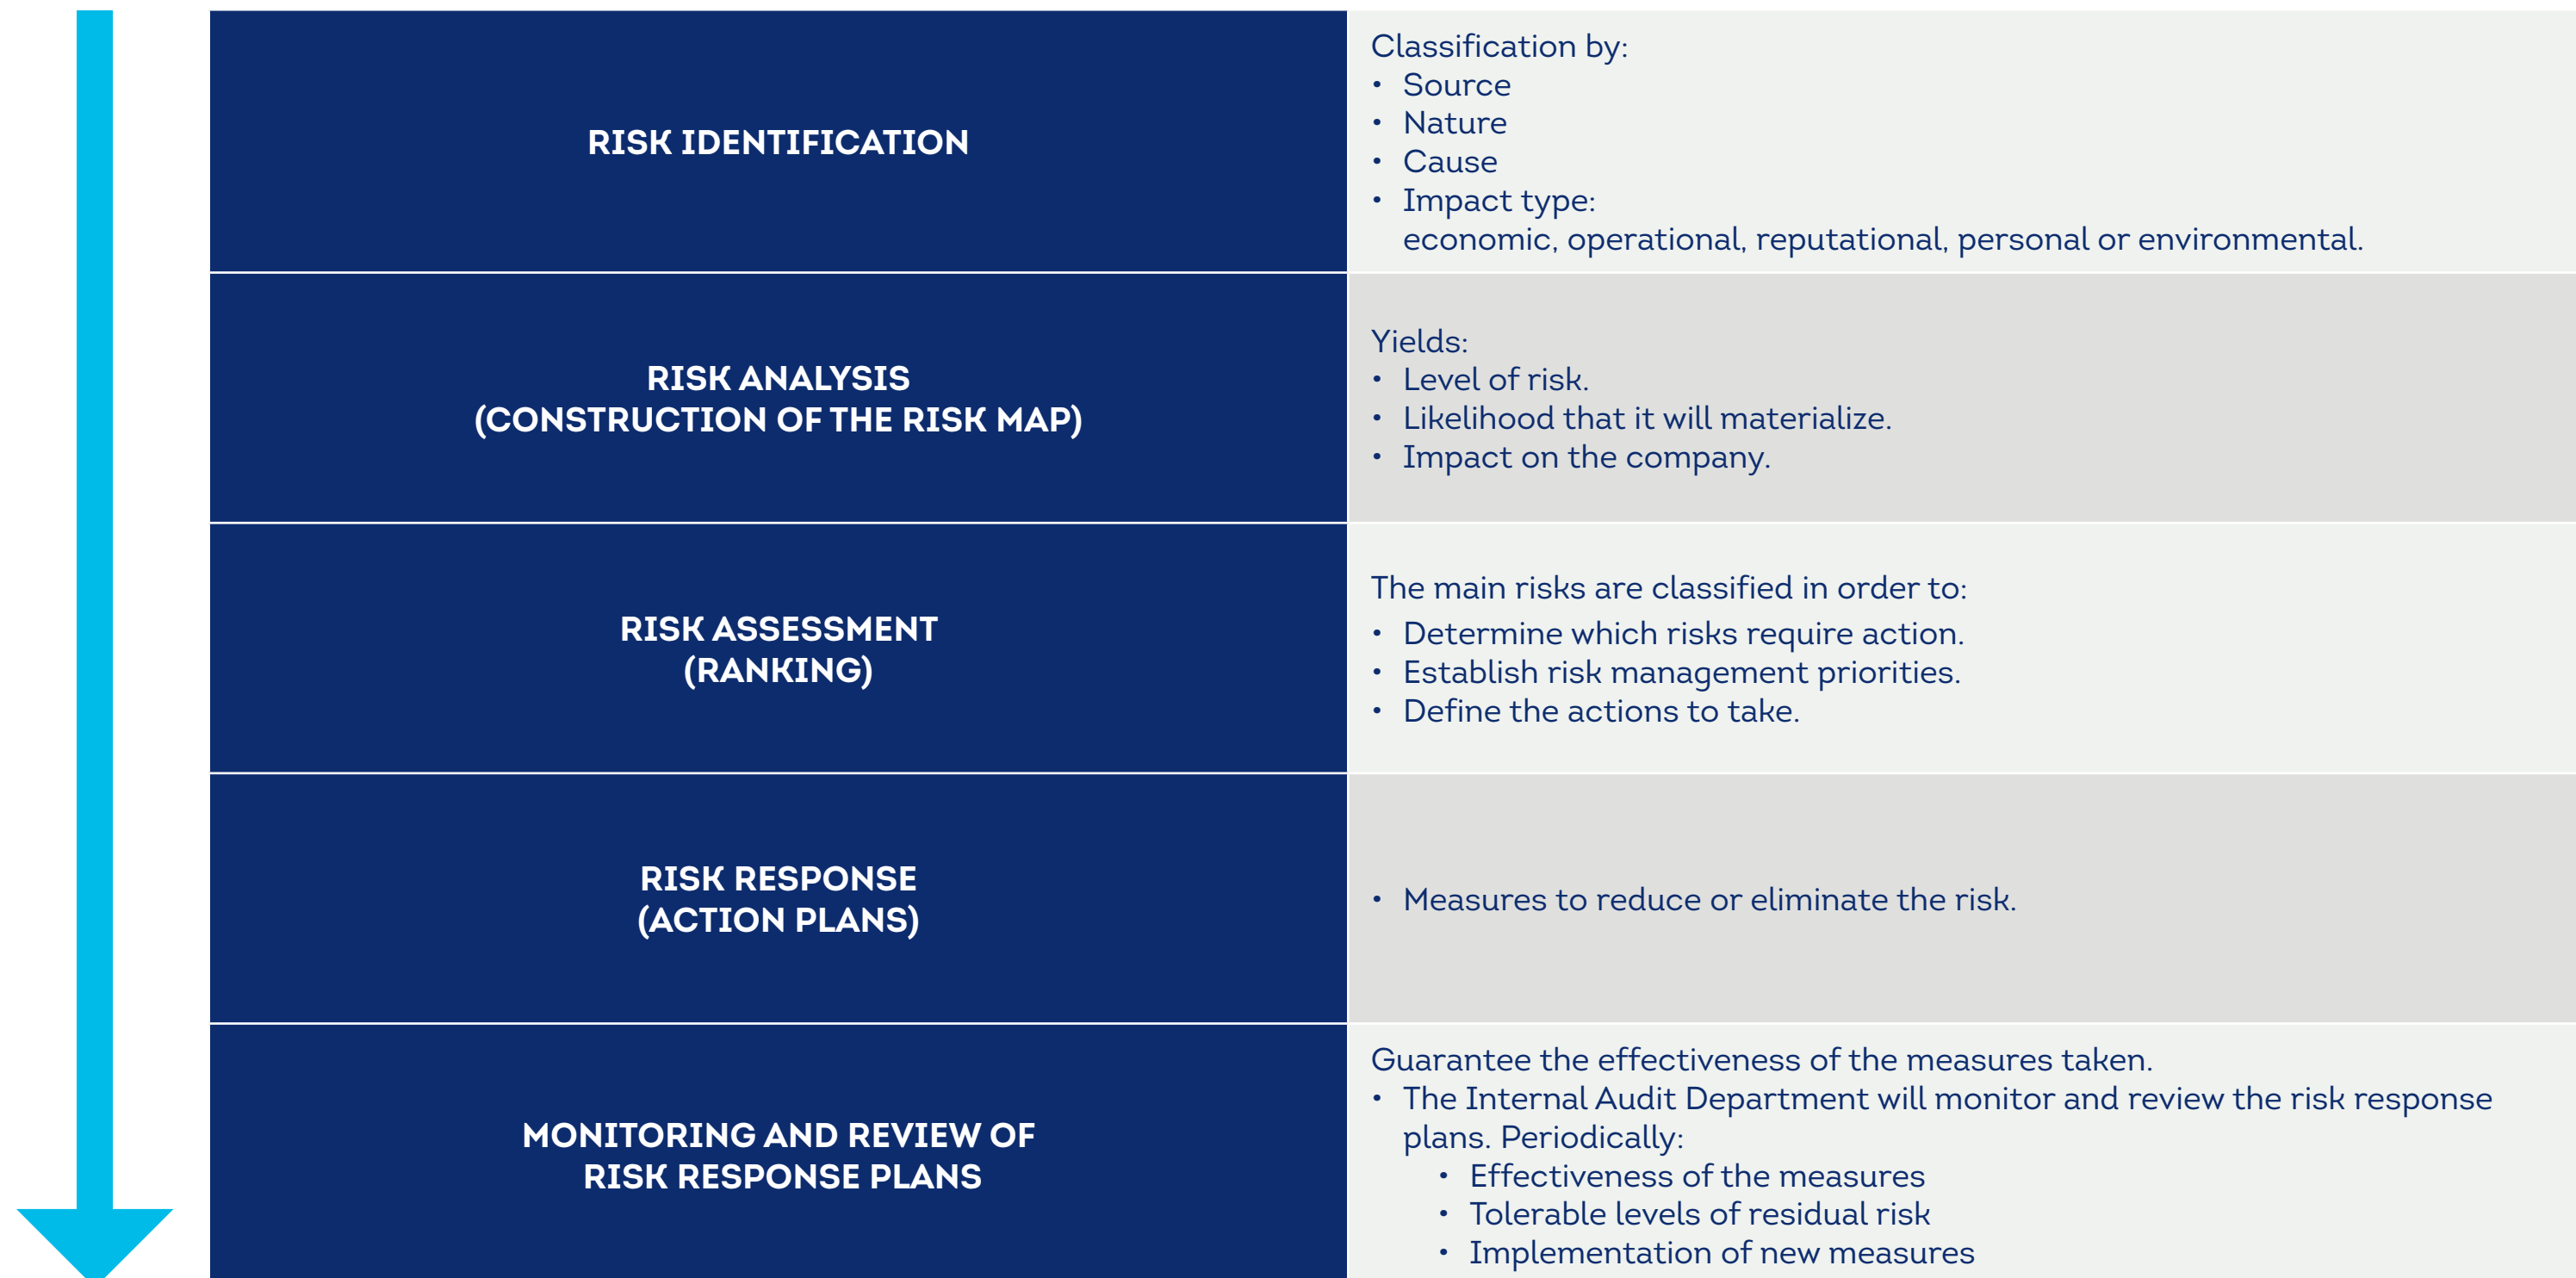 RISK IDENTIFICATION
Classification by:
• Source
• Nature
• Cause
• Impact type:
economic, operational, reputational, personal or environmental.
RISK ANALYSIS
(CONSTRUCTION OF THE RISK MAP)
Yields:
• Level of risk.
• Likelihood that it will materialize.
• Impact on the company.
RISK ASSESSMENT
(RANKING)
The main risks are classified in order to:
• Determine which risks require action.
• Establish risk management priorities.
• Define the actions to take.
RISK RESPONSE
(ACTION PLANS)
• Measures to reduce or eliminate the risk.
MONITORING AND REVIEW OF
RISK RESPONSE PLANS
Guarantee the effectiveness of the measures taken.
• The Internal Audit Department will monitor and review the risk response
plans. Periodically:
• Effectiveness of the measures
• Tolerable levels of residual risk
• Implementation of new measures